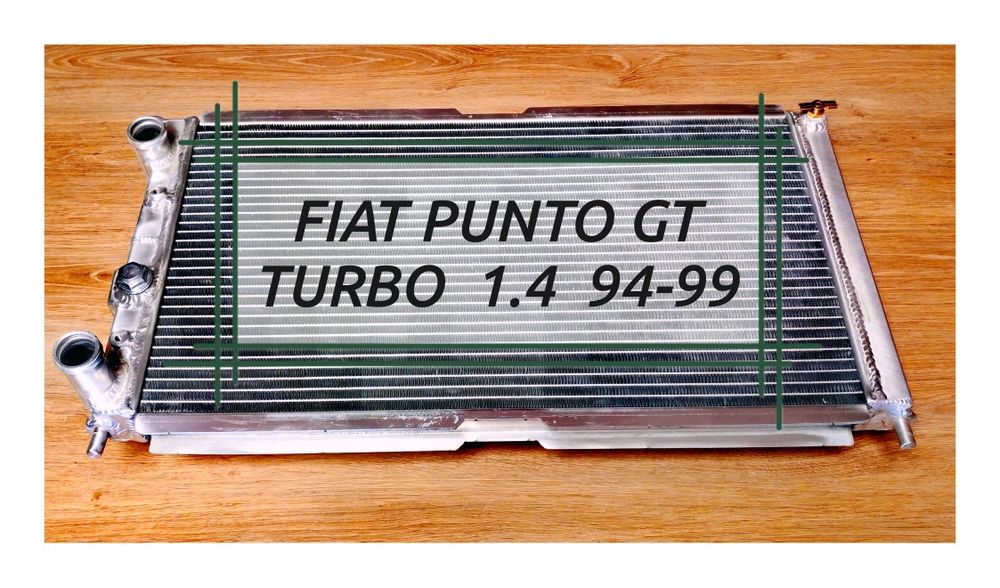 FIAT PUNTO GT
TURBO 1.4 94-99